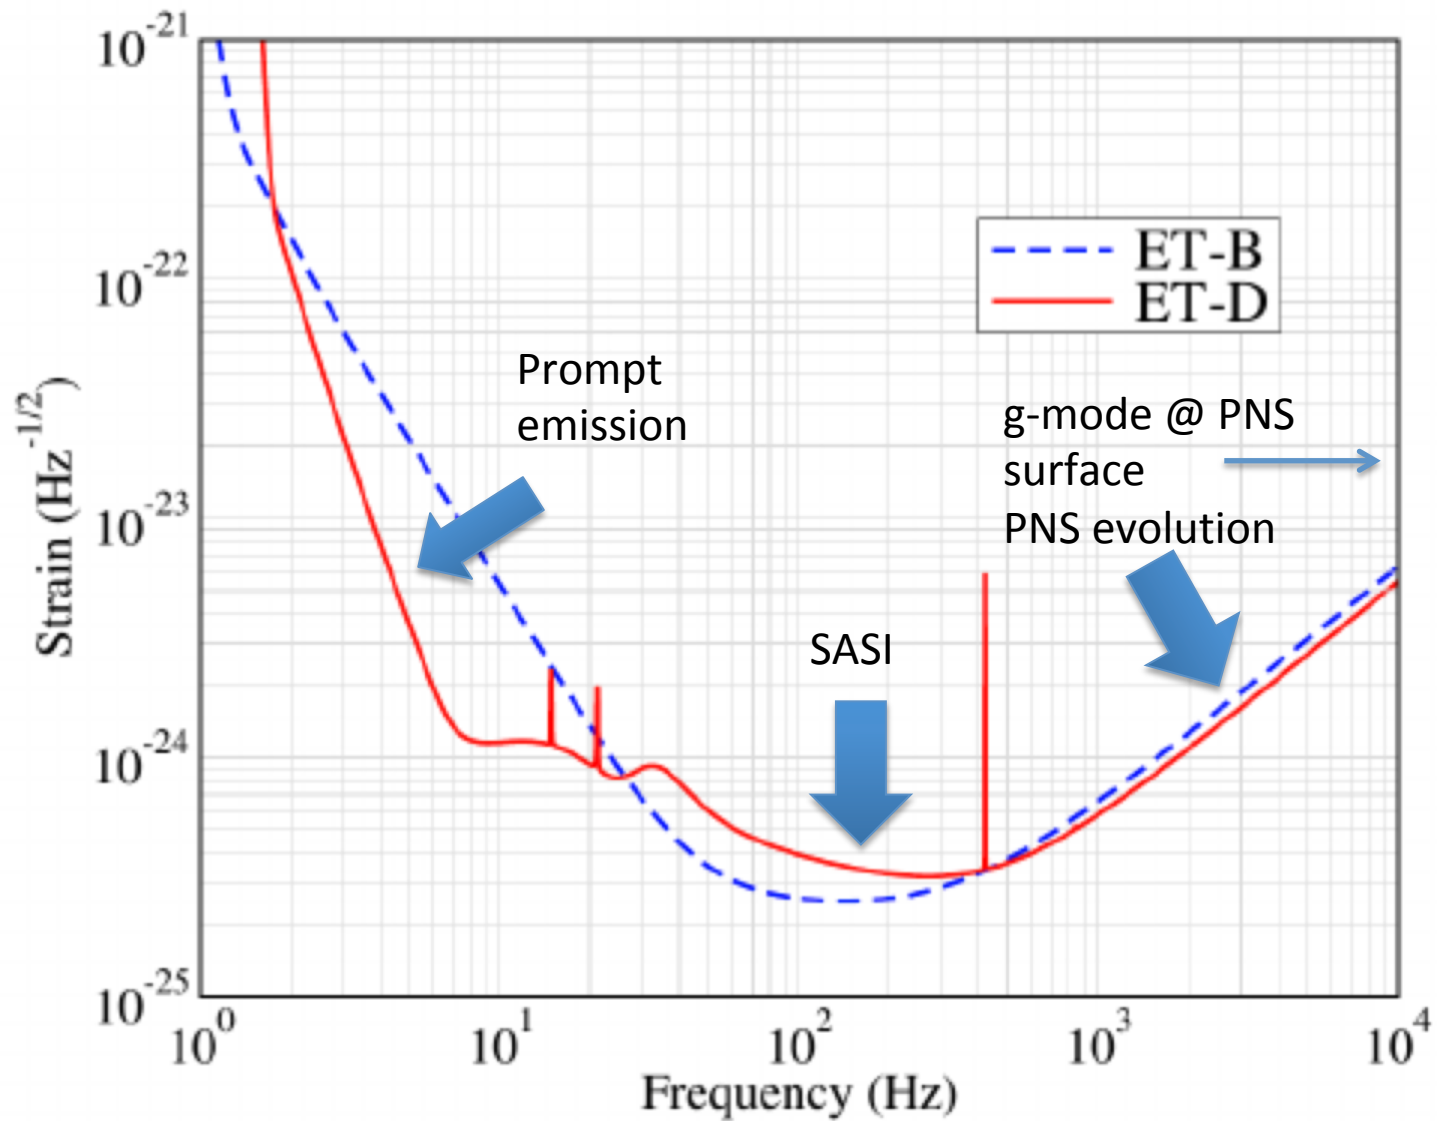 10^-21
10^-22
10^-23
10^-24
10^-25
Strain (Hz^-1/2)
ET-B
ET-D
Prompt
emission
g-mode @ PNS
surface
PNS evolution
SASI
10^0 10^1 10^2 10^3 10^4
Frequency (Hz)